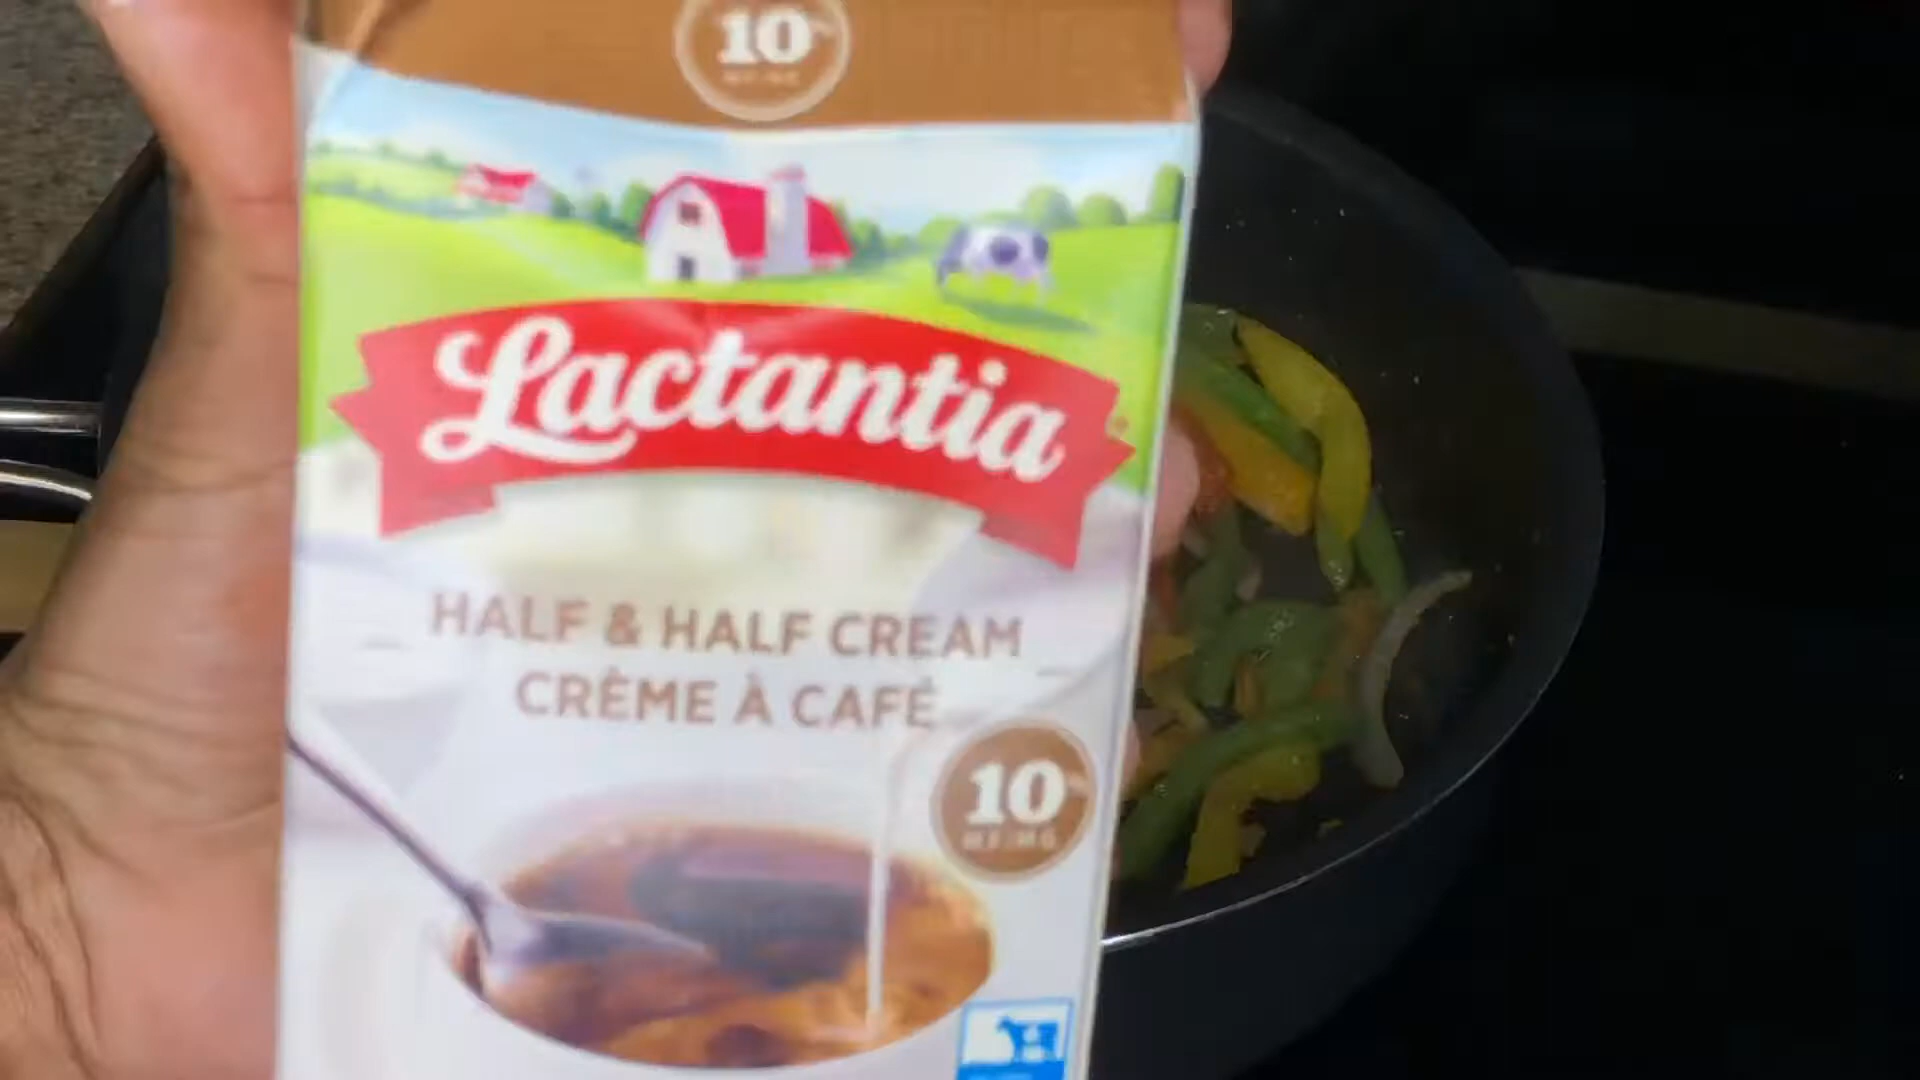 10%
Lactantia
HALF & HALF CREAM
CRÈME À CAFÉ
10%
M.F./M.G.